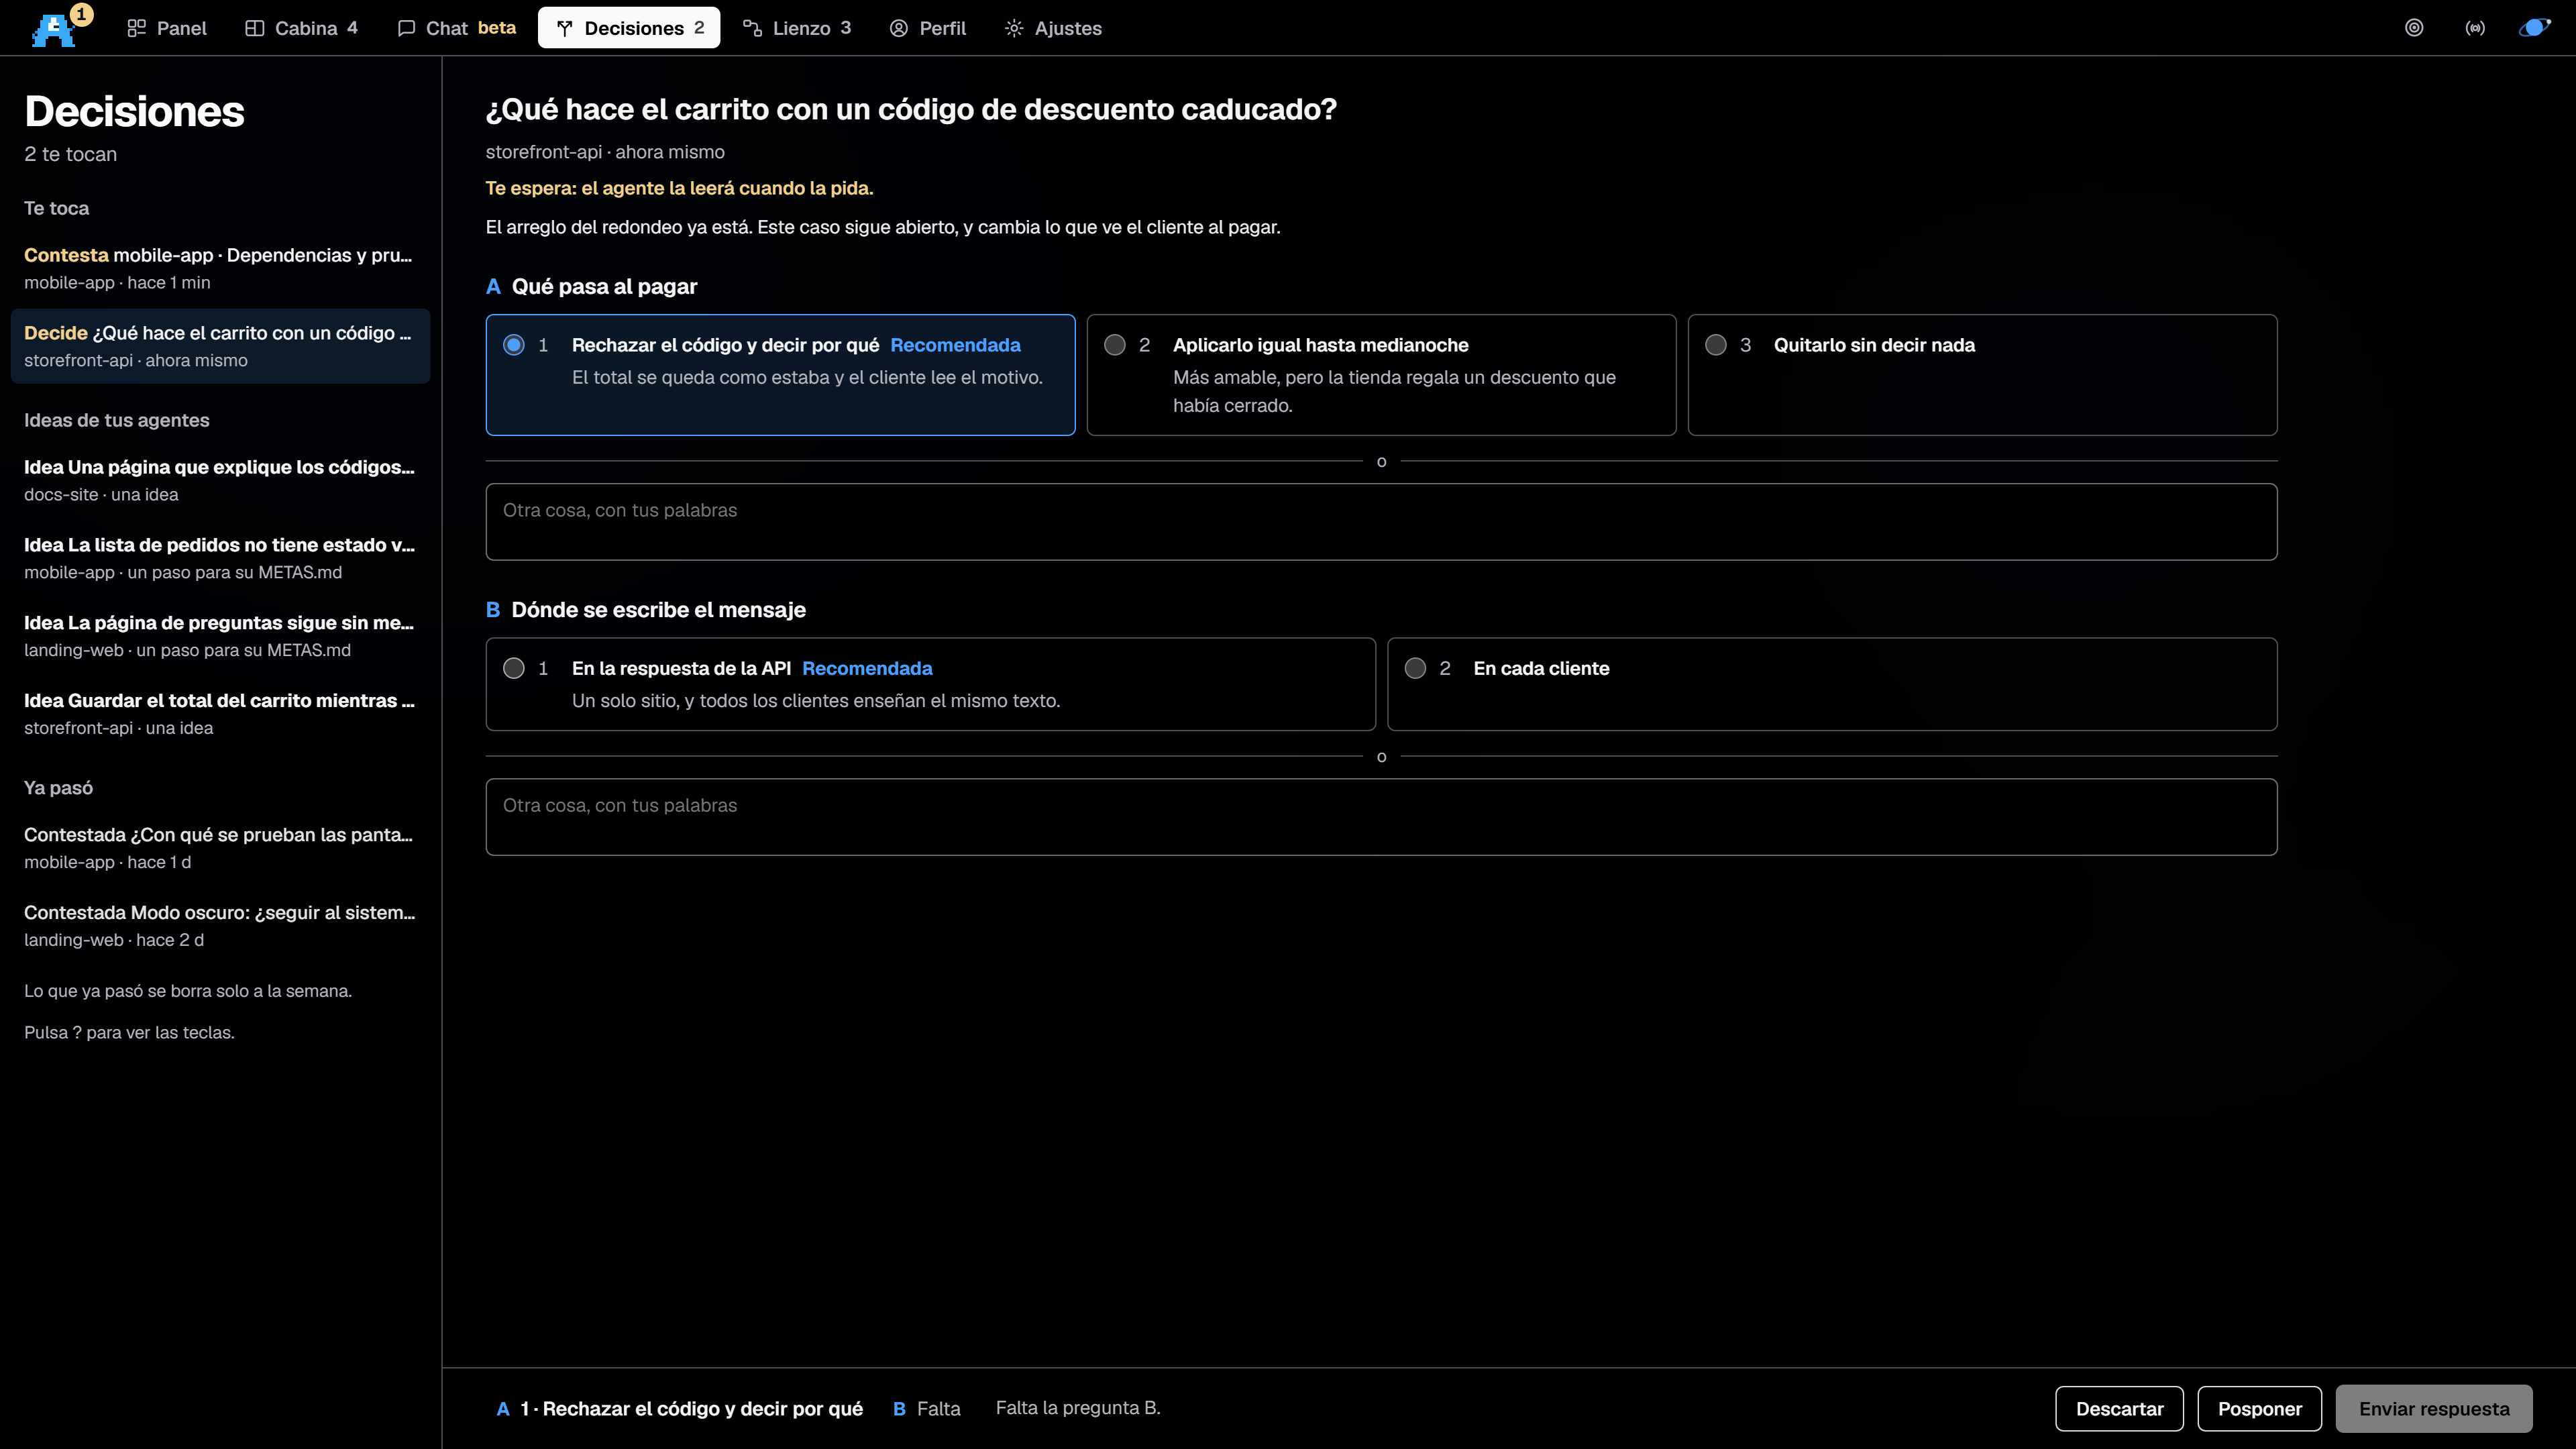 1
Panel
Cabina 4
Chat beta
Decisiones 2
Lienzo 3
Perfil
Ajustes
Decisiones
2 te tocan
Te toca
Contesta mobile-app · Dependencias y pru...
mobile-app · hace 1 min
Decide ¿Qué hace el carrito con un código ...
storefront-api · ahora mismo
Ideas de tus agentes
Idea Una página que explique los códigos...
docs-site · una idea
Idea La lista de pedidos no tiene estado v...
mobile-app · un paso para su METAS.md
Idea La página de preguntas sigue sin me...
landing-web · un paso para su METAS.md
Idea Guardar el total del carrito mientras ...
storefront-api · una idea
Ya pasó
Contestada ¿Con qué se prueban las panta...
mobile-app · hace 1 d
Contestada Modo oscuro: ¿seguir al sistem...
landing-web · hace 2 d
Lo que ya pasó se borra solo a la semana.
Pulsa ? para ver las teclas.
¿Qué hace el carrito con un código de descuento caducado?
storefront-api · ahora mismo
Te espera: el agente la leerá cuando la pida.
El arreglo del redondeo ya está. Este caso sigue abierto, y cambia lo que ve el cliente al pagar.
A Qué pasa al pagar
1 Rechazar el código y decir por qué Recomendada
El total se queda como estaba y el cliente lee el motivo.
2 Aplicarlo igual hasta medianoche
Más amable, pero la tienda regala un descuento que
había cerrado.
3 Quitarlo sin decir nada
o
Otra cosa, con tus palabras
B Dónde se escribe el mensaje
1 En la respuesta de la API Recomendada
Un solo sitio, y todos los clientes enseñan el mismo texto.
2 En cada cliente
o
Otra cosa, con tus palabras
A 1 · Rechazar el código y decir por qué B Falta Falta la pregunta B.
Descartar
Posponer
Enviar respuesta